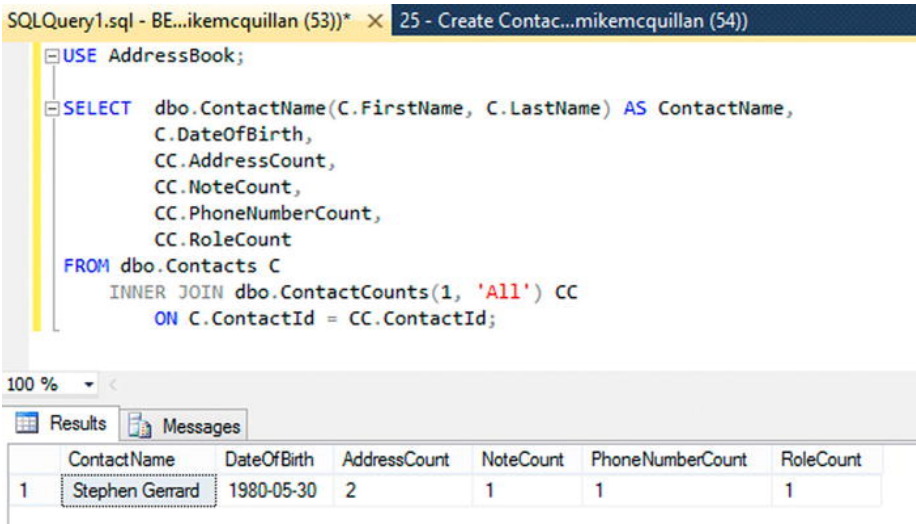 SQLQuery1.sql - BE...ikemcquillan (53))* × 25 - Create Contac...mikemcquillan (54))
USE AddressBook;
SELECT dbo.ContactName(C.FirstName, C.LastName) AS ContactName,
C.DateOfBirth,
CC.AddressCount,
CC.NoteCount,
CC.PhoneNumberCount,
CC.RoleCount
FROM dbo.Contacts C
INNER JOIN dbo.ContactCounts(1, 'All') CC
ON C.ContactId = CC.ContactId;
100 %
Results Messages
ContactName DateOfBirth AddressCount NoteCount PhoneNumberCount RoleCount
1 Stephen Gerrard 1980-05-30 2 1 1 1